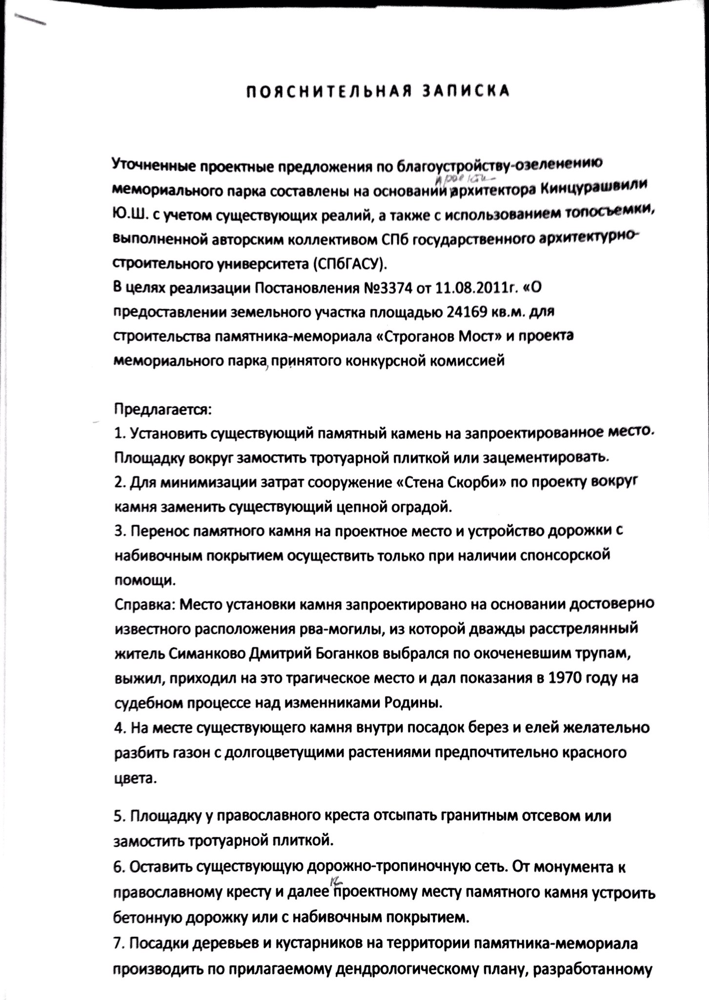 ПОЯСНИТЕЛЬНАЯ ЗАПИСКА
Уточненные проектные предложения по благоустройству-озеленению
проекта
мемориального парка составлены на основании архитектора Кинцурашвили
Ю.Ш. с учетом существующих реалий, а также с использованием топосъемки,
выполненной авторским коллективом СПб государственного архитектурно-
строительного университета (СПбГАСУ).
В целях реализации Постановления №3374 от 11.08.2011г. «О
предоставлении земельного участка площадью 24169 кв.м. для
строительства памятника-мемориала «Строганов Мост» и проекта
мемориального парка, принятого конкурсной комиссией
Предлагается:
1. Установить существующий памятный камень на запроектированное место.
Площадку вокруг замостить тротуарной плиткой или зацементировать.
2. Для минимизации затрат сооружение «Стена Скорби» по проекту вокруг
камня заменить существующий цепной оградой.
3. Перенос памятного камня на проектное место и устройство дорожки с
набивочным покрытием осуществить только при наличии спонсорской
помощи.
Справка: Место установки камня запроектировано на основании достоверно
известного расположения рва-могилы, из которой дважды расстрелянный
житель Симанково Дмитрий Боганков выбрался по окоченевшим трупам,
выжил, приходил на это трагическое место и дал показания в 1970 году на
судебном процессе над изменниками Родины.
4. На месте существующего камня внутри посадок берез и елей желательно
разбить газон с долгоцветущими растениями предпочтительно красного
цвета.
5. Площадку у православного креста отсыпать гранитным отсевом или
замостить тротуарной плиткой.
6. Оставить существующую дорожно-тропиночную сеть. От монумента к
православному кресту и далее к проектному месту памятного камня устроить
бетонную дорожку или с набивочным покрытием.
7. Посадки деревьев и кустарников на территории памятника-мемориала
производить по прилагаемому дендрологическому плану, разработанному